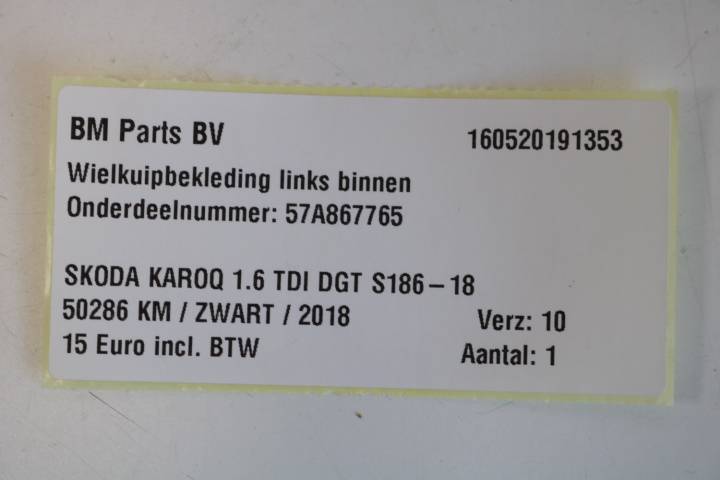 BM Parts BV 160520191353
Wielkuipbekleding links binnen
Onderdeelnummer: 57A867765
SKODA KAROQ 1.6 TDI DGT S186-18
50286 KM / ZWART / 2018 Verz: 10
15 Euro incl. BTW Aantal: 1